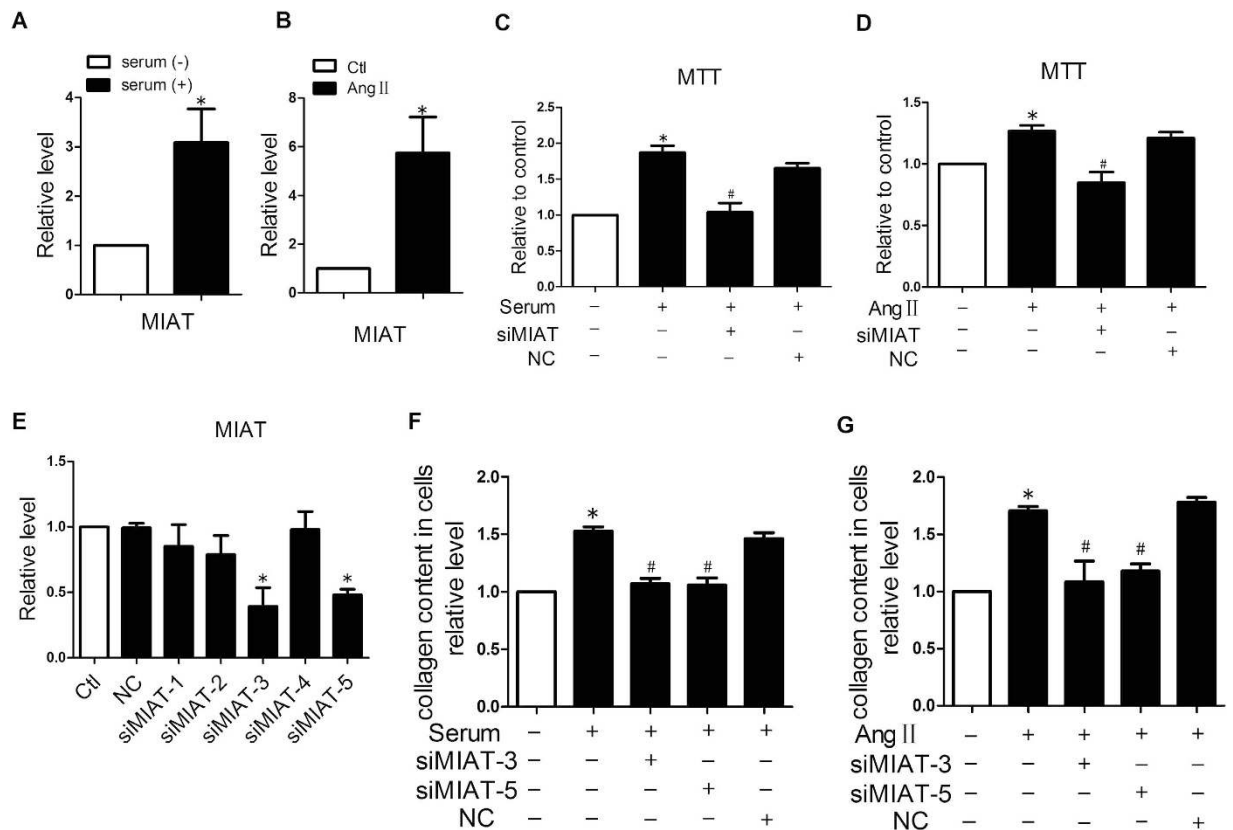 A
serum (-)
serum (+)
Relative level
4
3
2
1
0
*
MIAT
B
Ctl
Ang Ⅱ
Relative level
8
6
4
2
0
*
MIAT
C
MTT
Relative to control
2.5
2.0
1.5
1.0
0.5
0.0
*
#
Serum – + + +
siMIAT – – + –
NC – – – +
D
MTT
Relative to control
1.5
1.0
0.5
0.0
*
#
Ang Ⅱ – + + +
siMIAT – – + –
NC – – – +
E
MIAT
Relative level
1.5
1.0
0.5
0.0
*
*
Ctl
NC
siMIAT-1
siMIAT-2
siMIAT-3
siMIAT-4
siMIAT-5
F
collagen content in cells
relative level
2.0
1.5
1.0
0.5
0.0
*
#
#
Serum – + + + +
siMIAT-3 – – + – –
siMIAT-5 – – – + –
NC – – – – +
G
collagen content in cells
relative level
2.0
1.5
1.0
0.5
0.0
*
#
#
Ang Ⅱ – + + + +
siMIAT-3 – – + – –
siMIAT-5 – – – + –
NC – – – – +